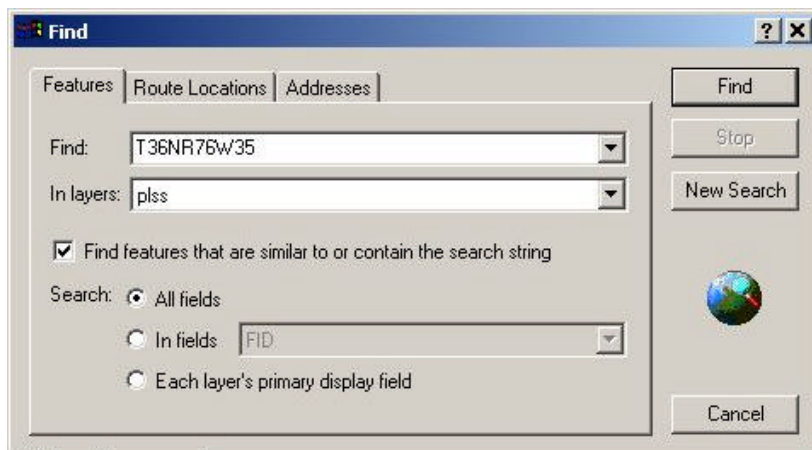 Find
Features Route Locations Addresses
Find: T36NR76W35
In layers: plss
Find features that are similar to or contain the search string
Search: All fields
In fields FID
Each layer's primary display field
Find
Stop
New Search
Cancel